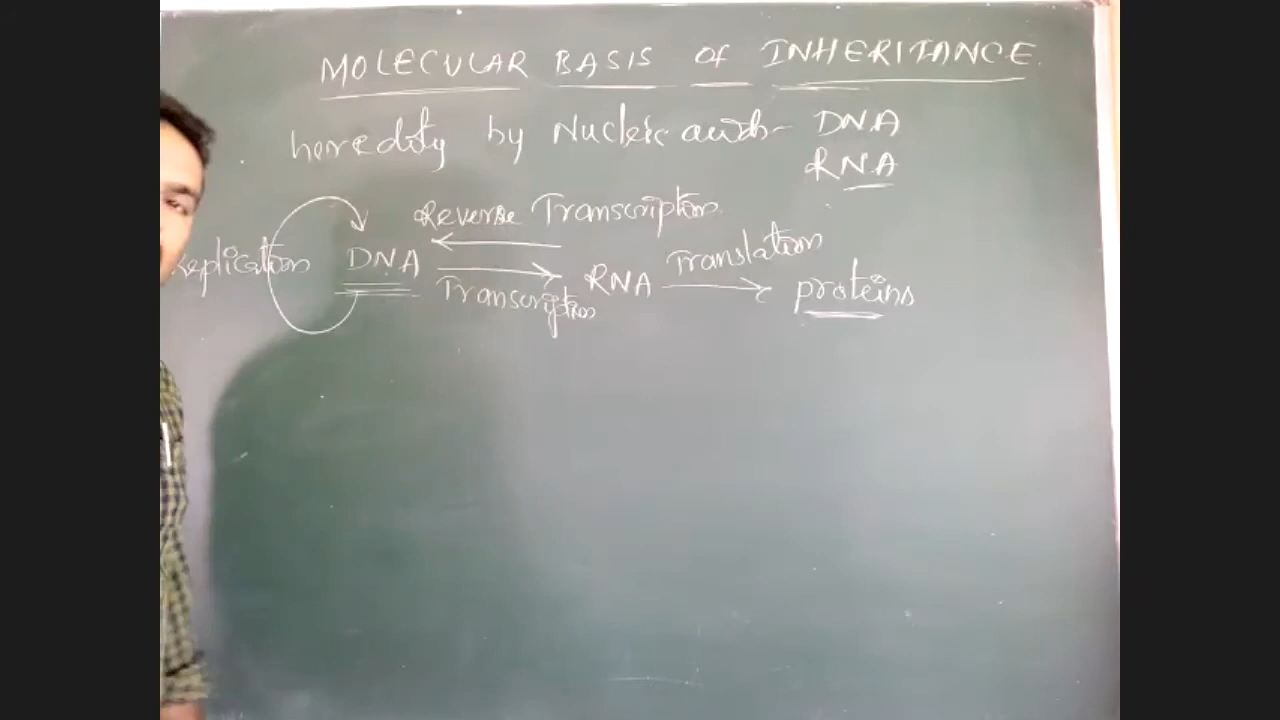 MOLECULAR BASIS OF INHERITANCE.
heredity by Nucleic acids - DNA
RNA
Reverse Transcription
Replication DNA RNA Translation proteins
Transcription